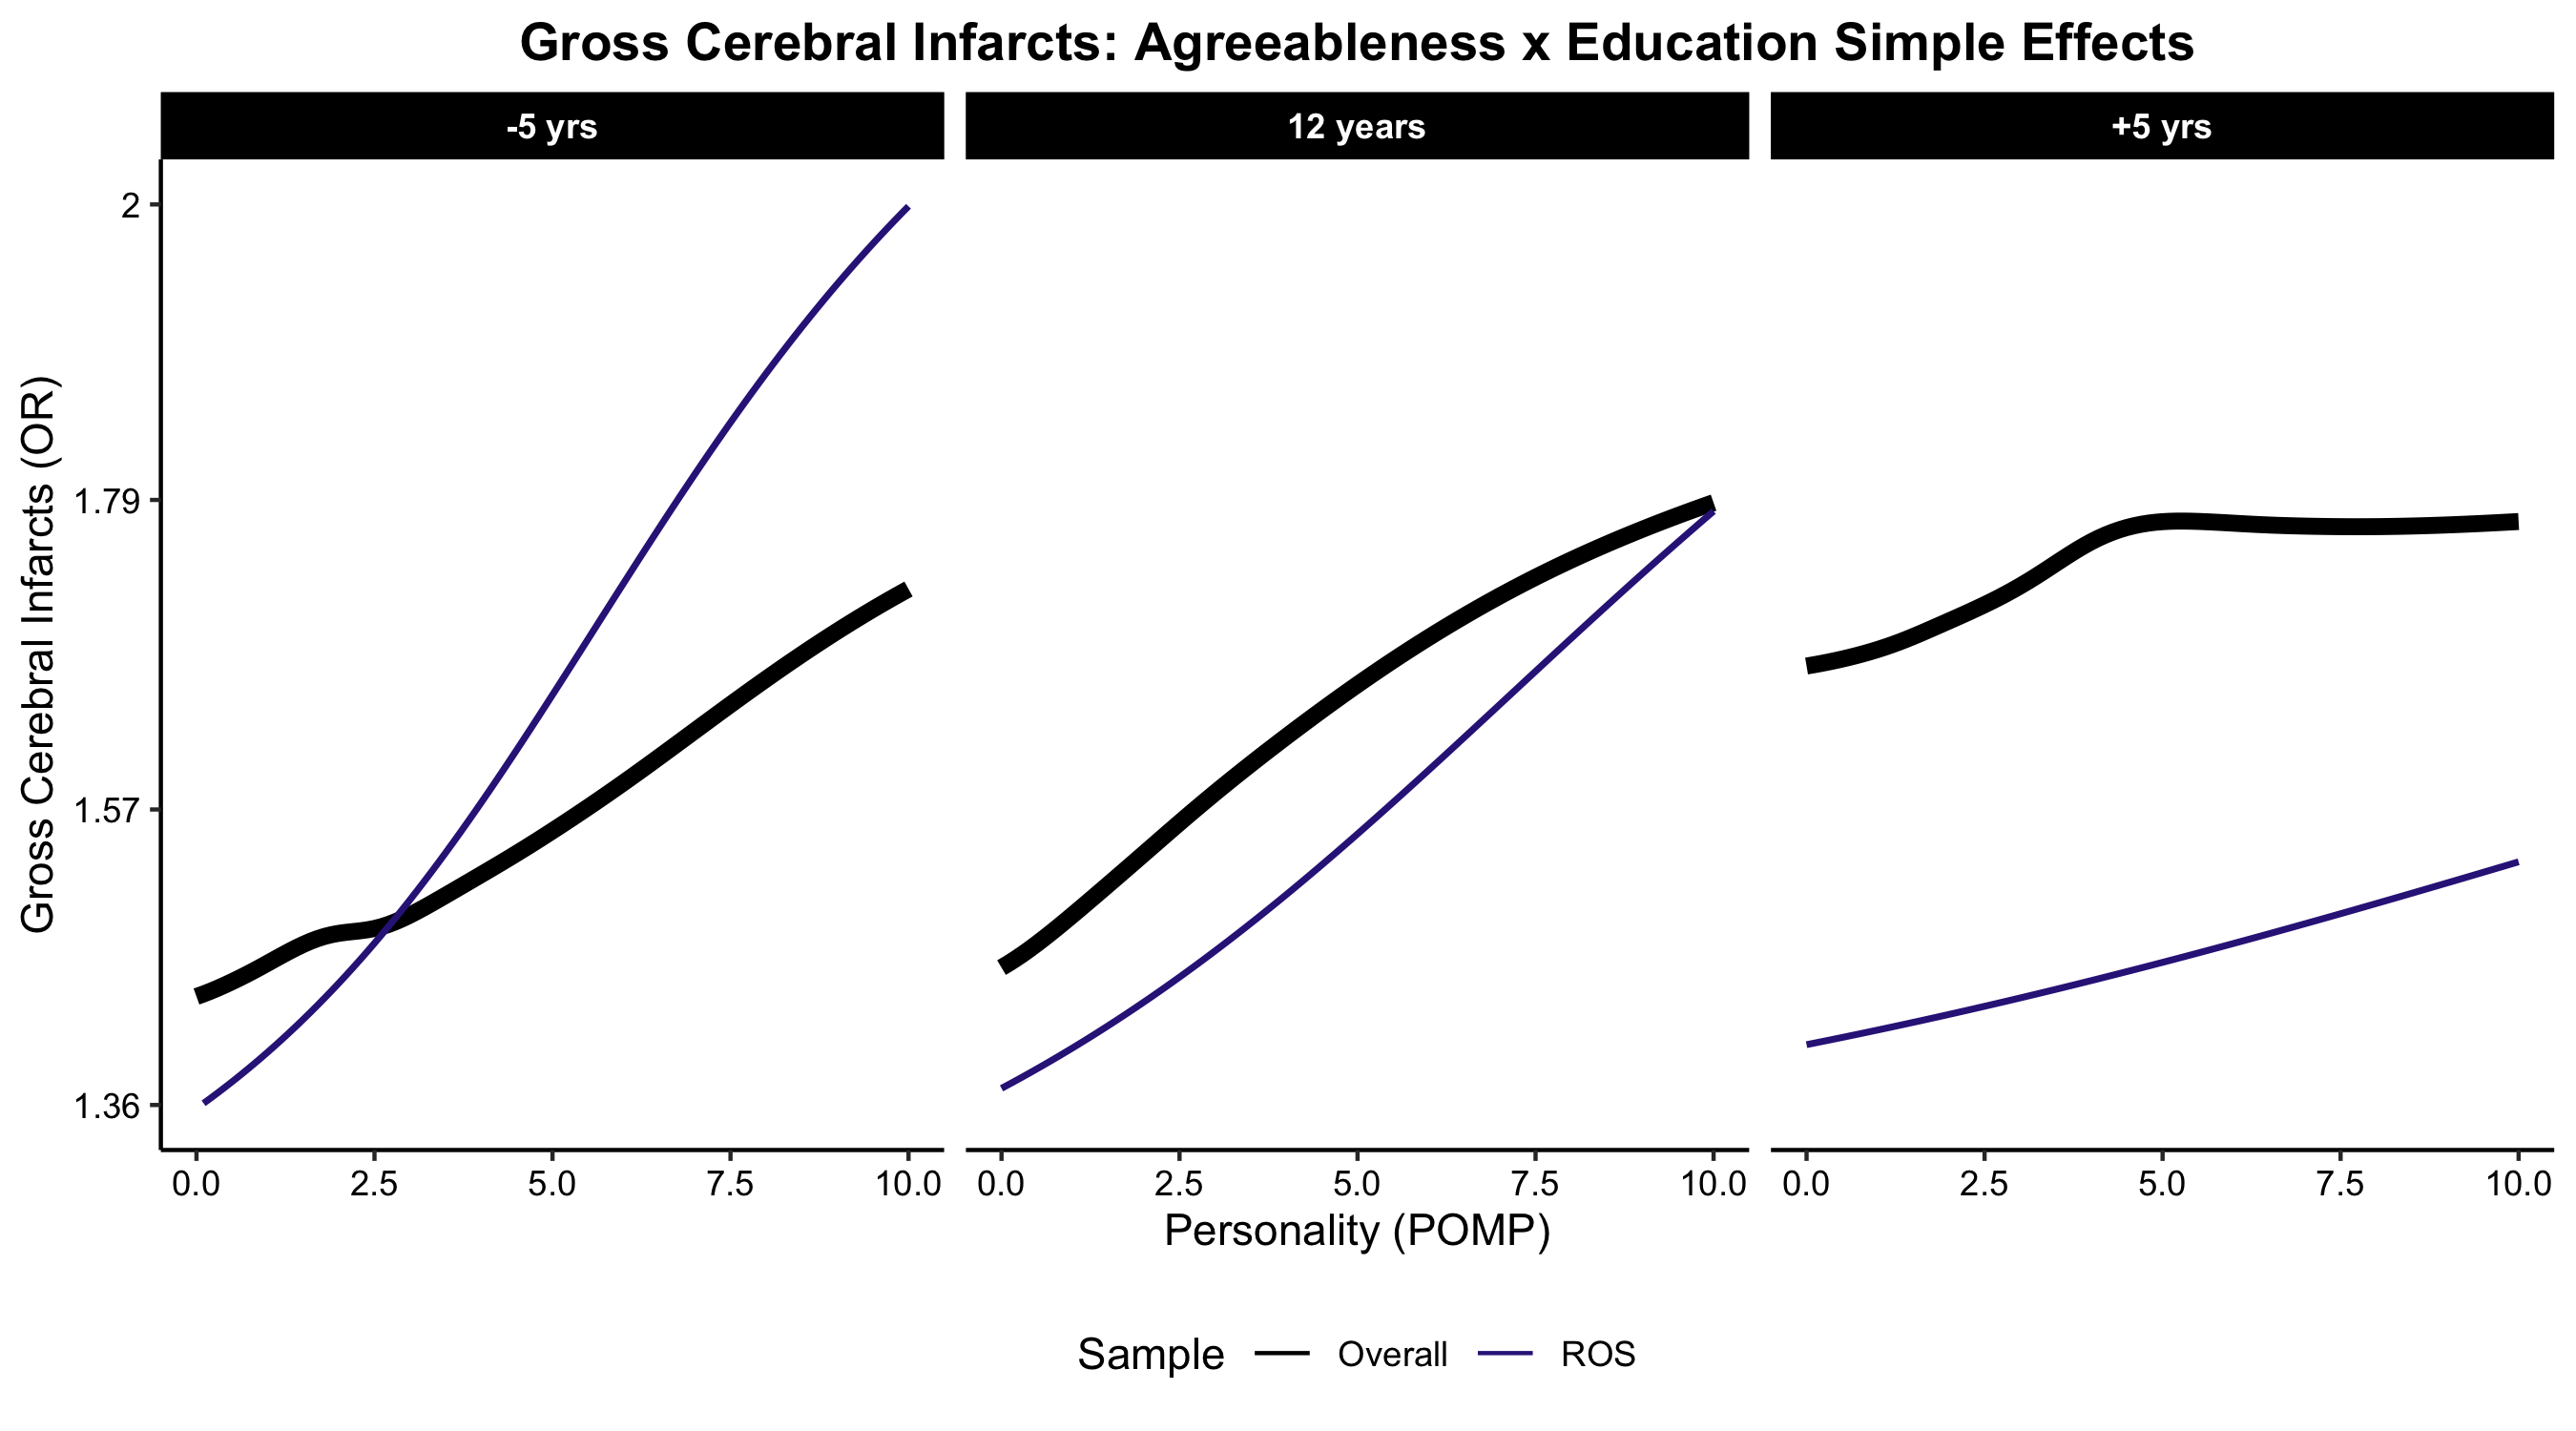 Gross Cerebral Infarcts: Agreeableness x Education Simple Effects
-5 yrs
12 years
+5 yrs
Gross Cerebral Infarcts (OR)
2
1.79
1.57
1.36
0.0 2.5 5.0 7.5 10.0
0.0 2.5 5.0 7.5 10.0
0.0 2.5 5.0 7.5 10.0
Personality (POMP)
Sample Overall ROS